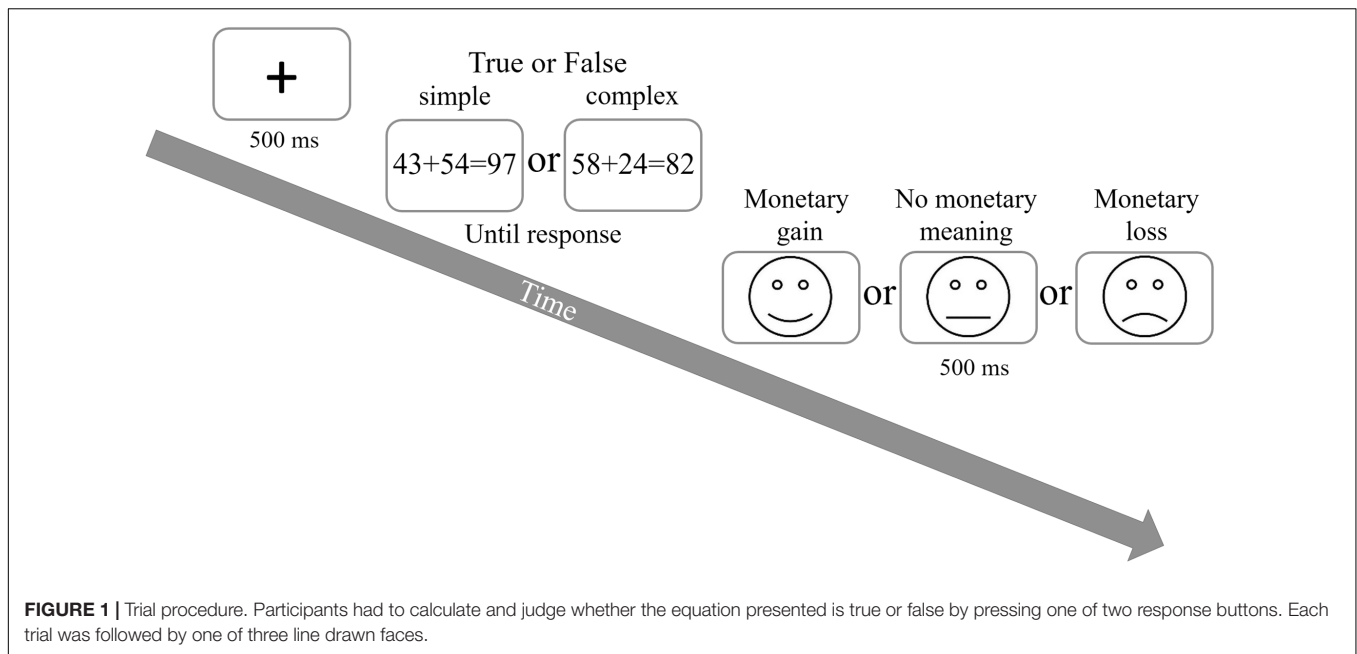 +
500 ms
True or False
simple
complex
43+54=97 or 58+24=82
Until response
Time
Monetary gain
No monetary meaning
Monetary loss
or
or
500 ms
FIGURE 1 | Trial procedure. Participants had to calculate and judge whether the equation presented is true or false by pressing one of two response buttons. Each
trial was followed by one of three line drawn faces.